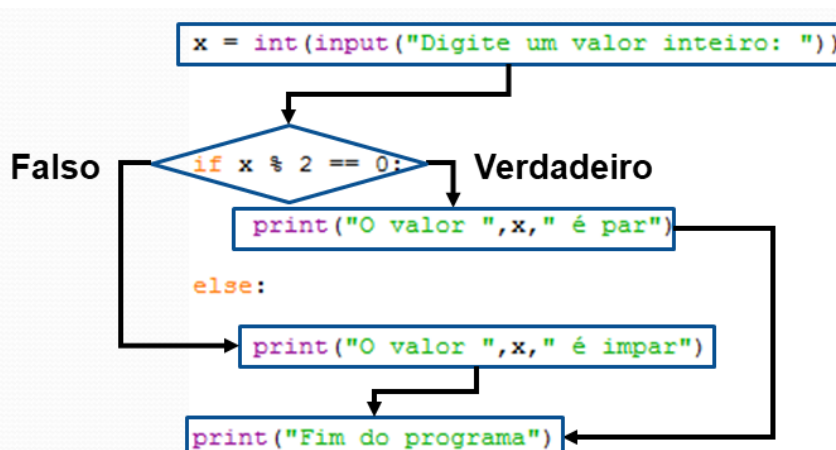 x = int(input("Digite um valor inteiro: "))
Falso
if x % 2 == 0:
Verdadeiro
print("O valor ",x," é par")
else:
print("O valor ",x," é impar")
print("Fim do programa")